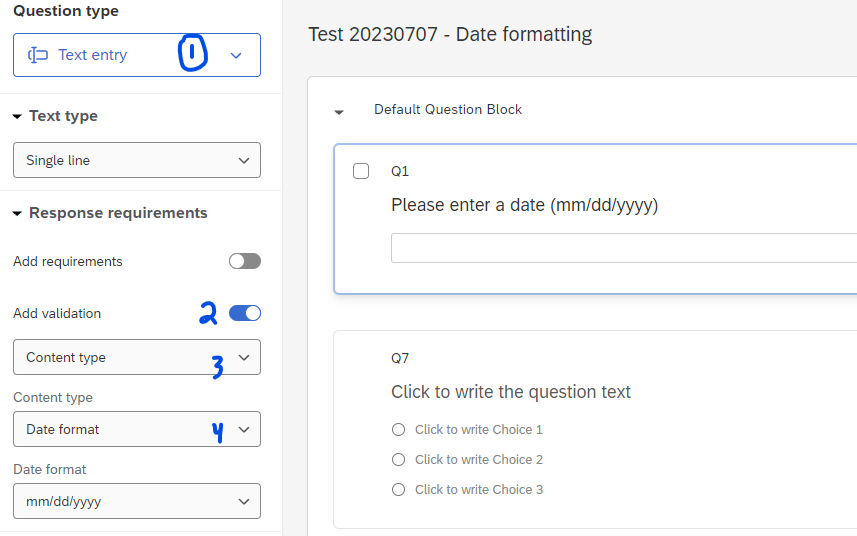 Question type
Text entry 1
Text type
Single line
Response requirements
Add requirements
Add validation 2
Content type 3
Content type
Date format 4
Date format
mm/dd/yyyy
Test 20230707 - Date formatting
Default Question Block
Q1
Please enter a date (mm/dd/yyyy)
Q7
Click to write the question text
Click to write Choice 1
Click to write Choice 2
Click to write Choice 3